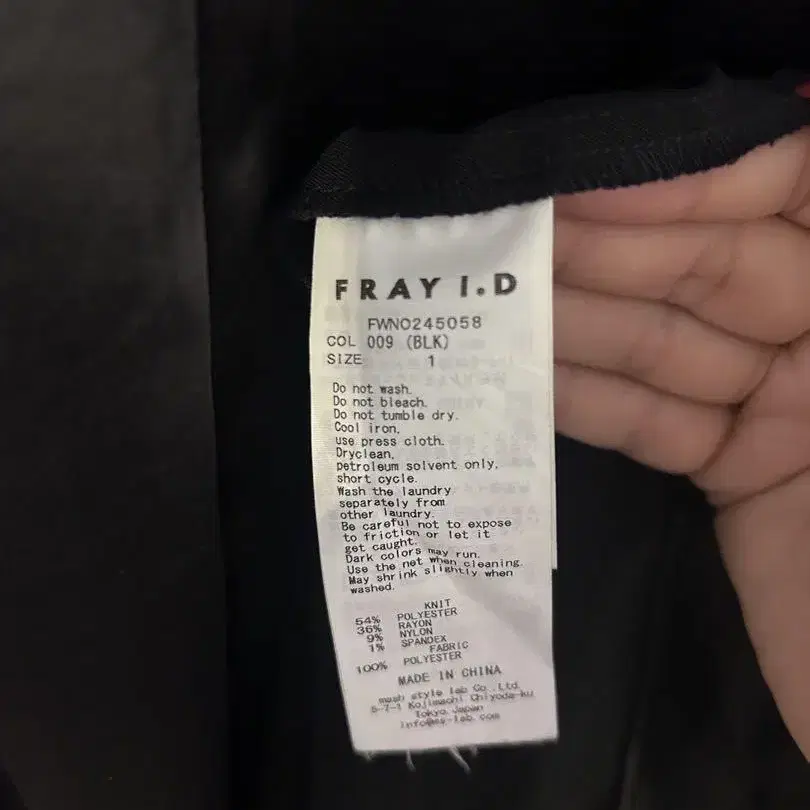 FRAY I.D
FWNO245058
COL 009 (BLK)
SIZE 1
Do not wash.
Do not bleach.
Do not tumble dry.
Cool iron,
use press cloth.
Dryclean,
petroleum solvent only,
short cycle.
Wash the laundry
separately from
other laundry.
Be careful not to expose
to friction or let it
get caught.
Dark colors may run.
Use the net when cleaning.
May shrink slightly when
washed.
KNIT
54% POLYESTER
36% RAYON
9% NYLON
1% SPANDEX
FABRIC
100% POLYESTER
MADE IN CHINA
mash style lab Co.,Ltd.
5-7-1 Kojimachi Chiyoda-ku
Tokyo Japan
info@ms-lab.com